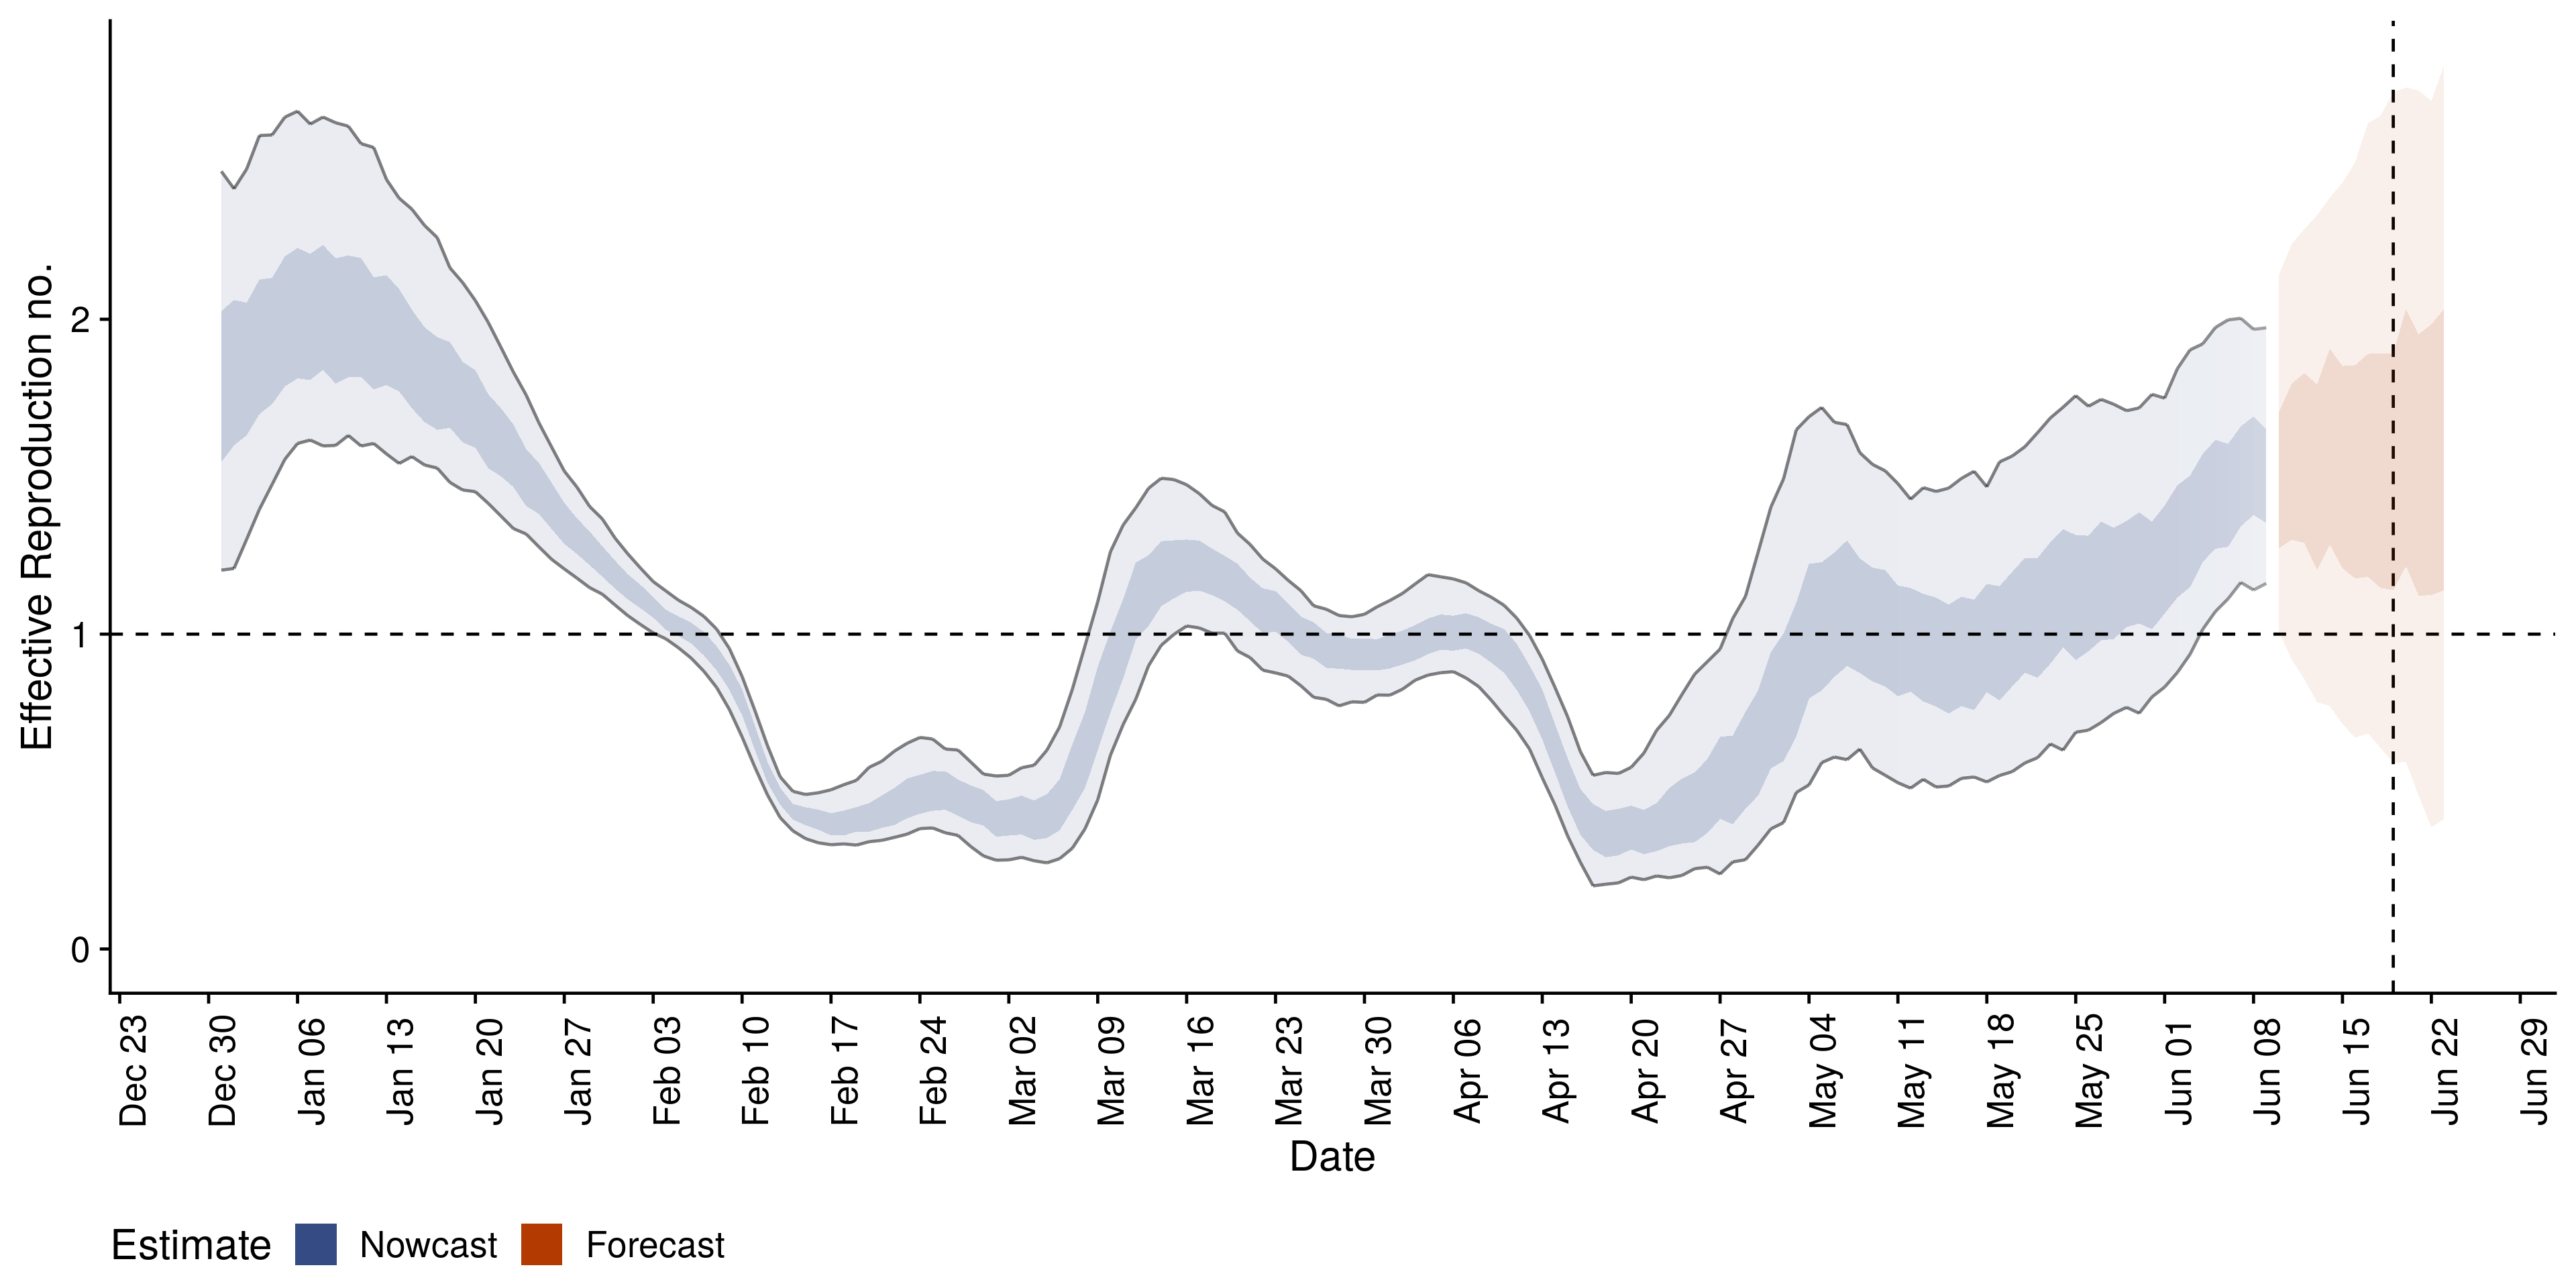 Effective Reproduction no.
2
1
0
Dec 23
Dec 30
Jan 06
Jan 13
Jan 20
Jan 27
Feb 03
Feb 10
Feb 17
Feb 24
Mar 02
Mar 09
Mar 16
Mar 23
Mar 30
Apr 06
Apr 13
Apr 20
Apr 27
May 04
May 11
May 18
May 25
Jun 01
Jun 08
Jun 15
Jun 22
Jun 29
Date
Estimate Nowcast Forecast